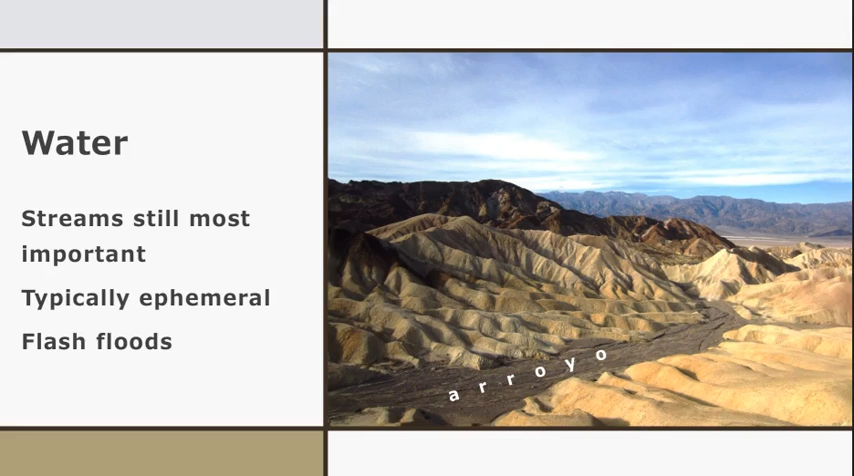 Water
Streams still most
important
Typically ephemeral
Flash floods
arroyo